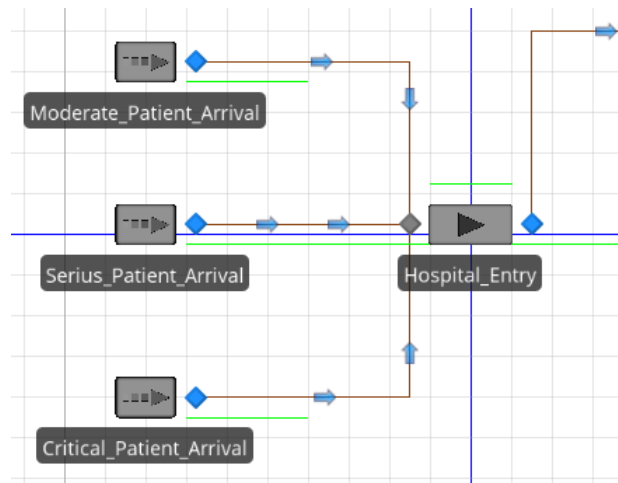 Moderate_Patient_Arrival
Serius_Patient_Arrival
Hospital_Entry
Critical_Patient_Arrival